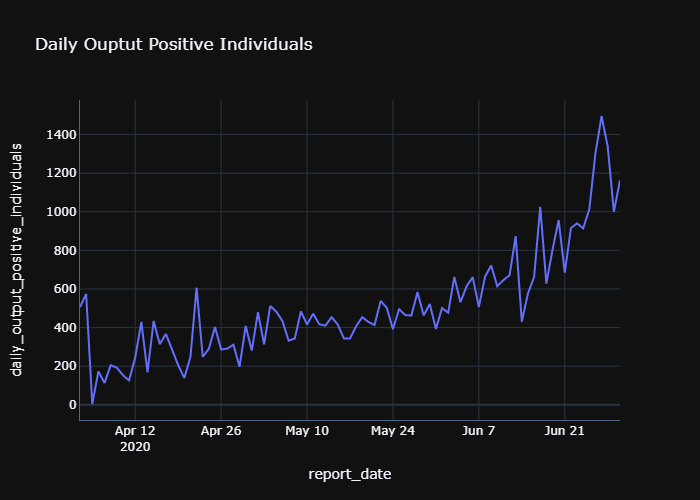 Daily Ouptut Positive Individuals
daily_output_positive_individuals
1400
1200
1000
800
600
400
200
0
Apr 12 Apr 26 May 10 May 24 Jun 7 Jun 21
2020
report_date